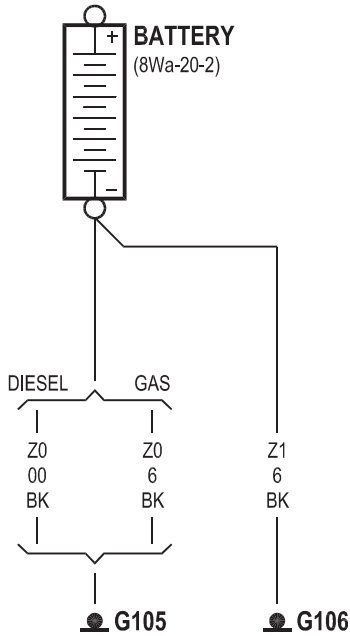 +
BATTERY
(8Wa-20-2)
−
DIESEL GAS
Z0 Z0 Z1
00 6 6
BK BK BK
G105 G106